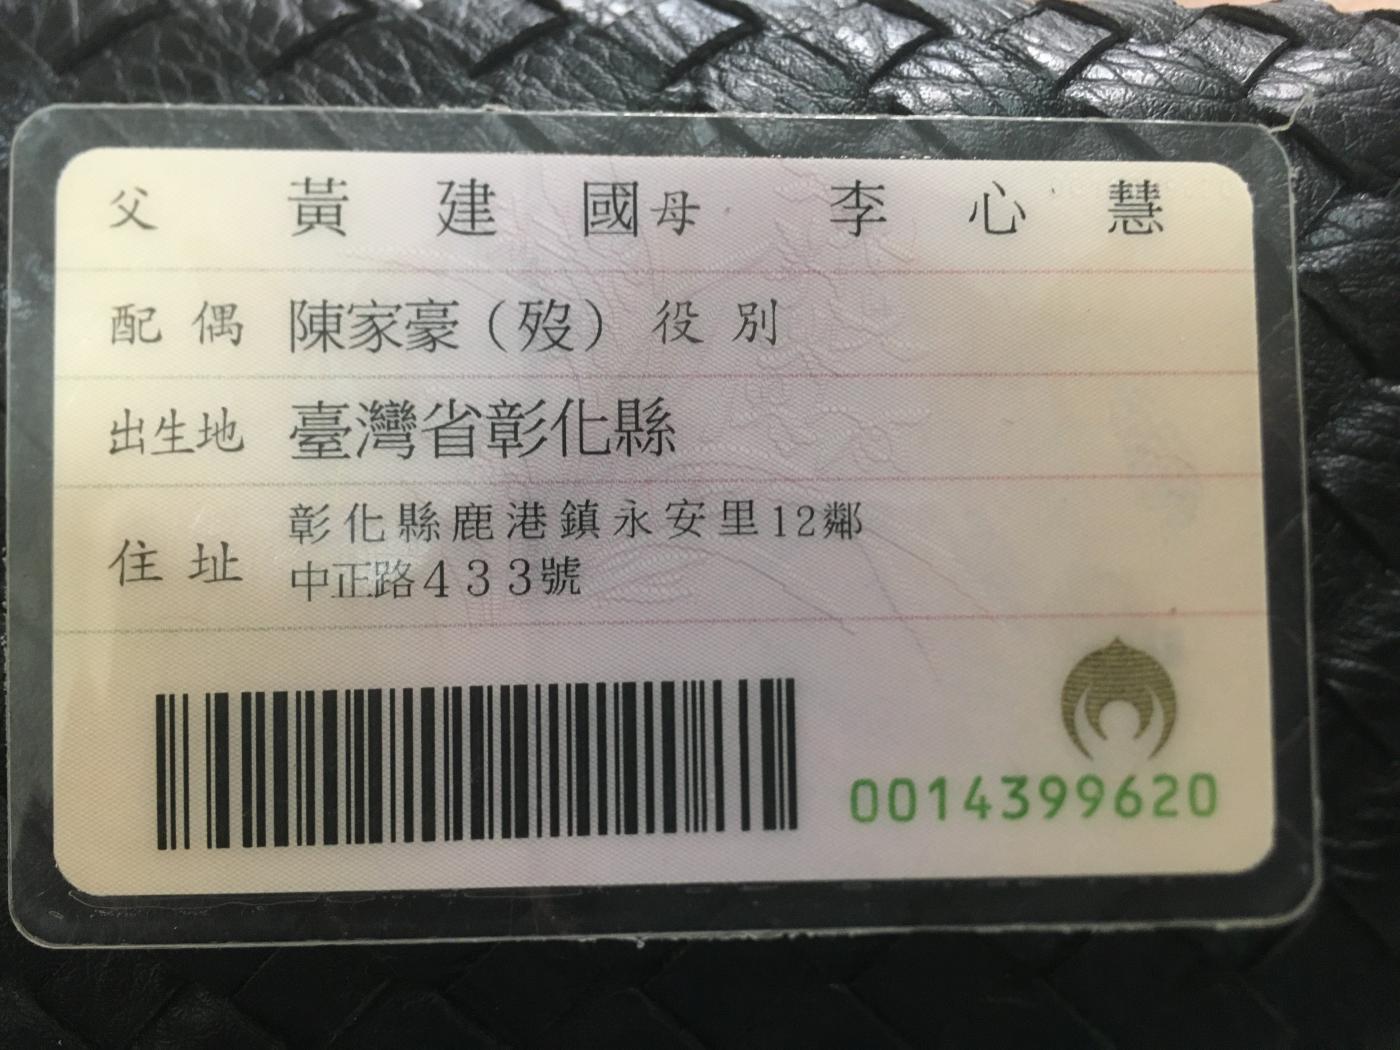 父 黃建國 母 李心慧
配偶 陳家豪（歿） 役別
出生地 臺灣省彰化縣
住址 彰化縣鹿港鎮永安里12鄰
中正路433號
0014399620